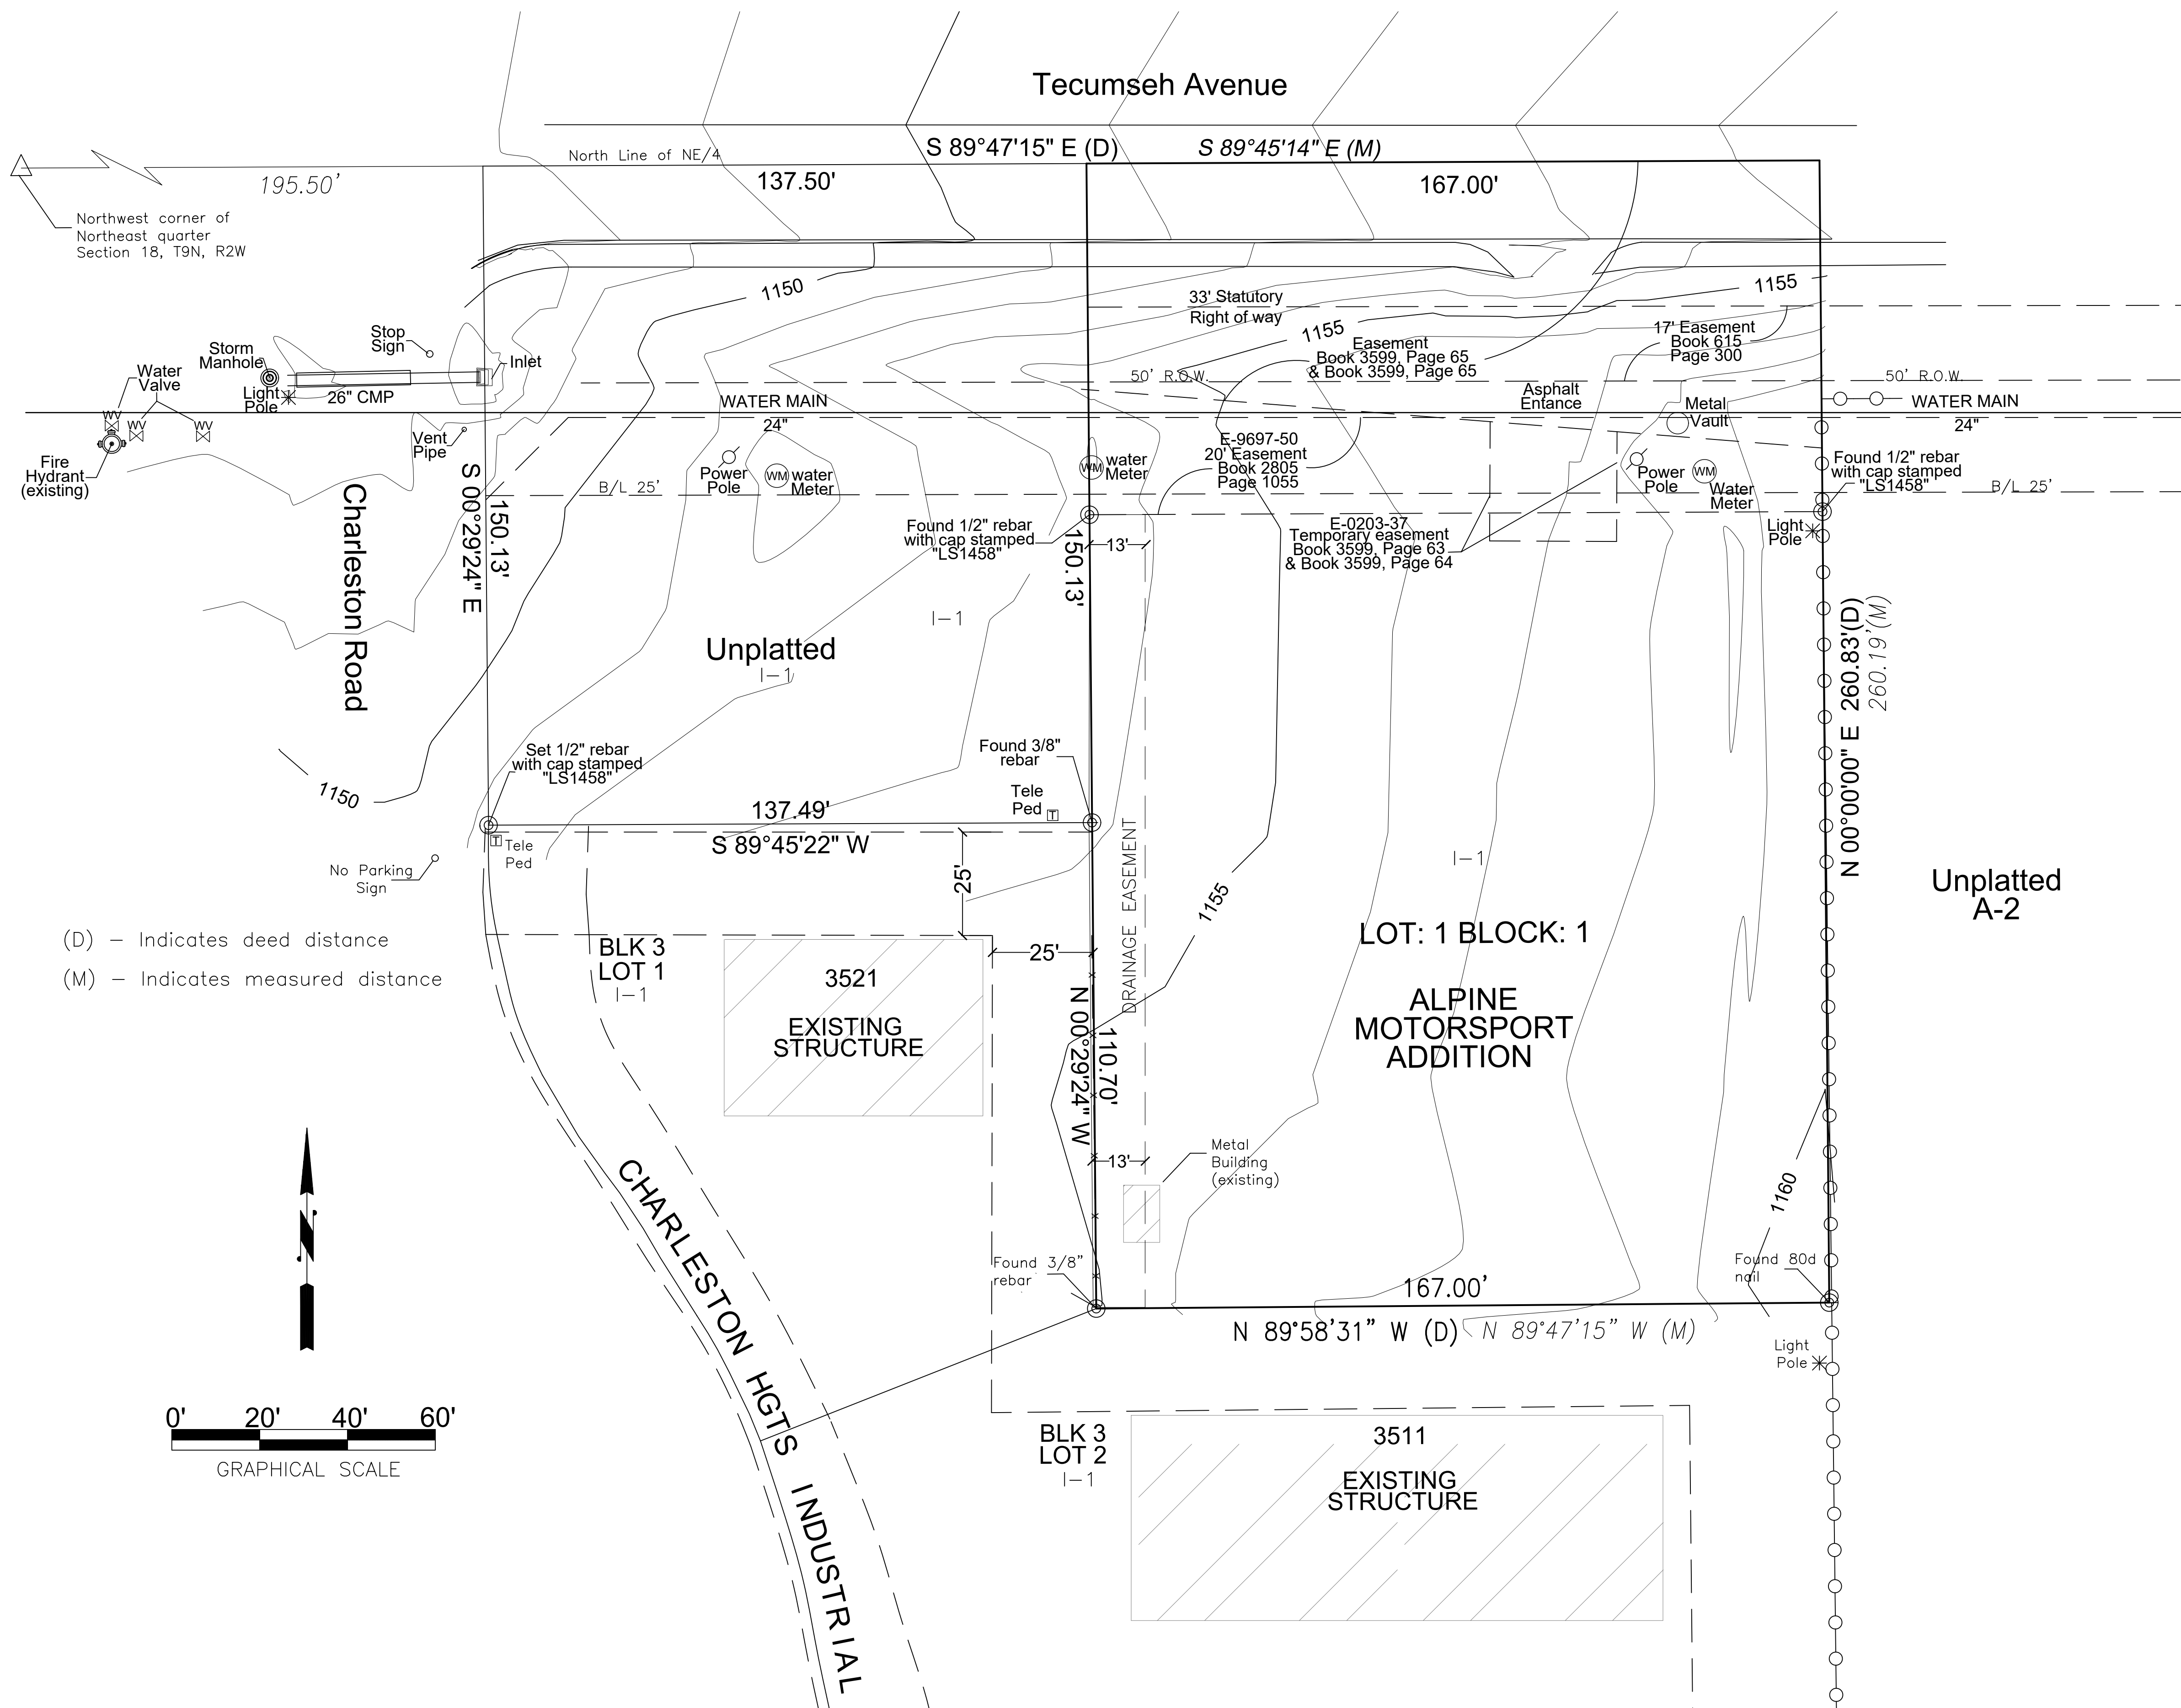 Tecumseh Avenue
S 89°47'15" E (D)
S 89°45'14" E (M)
North Line of NE/4
195.50'
137.50'
167.00'
Northwest corner of
Northeast quarter
Section 18, T9N, R2W
1150
1155
33' Statutory
Right of way
1155
17' Easement
Book 615
Page 300
Easement
Book 3599, Page 65
& Book 3599, Page 65
Stop
Sign
Storm
Manhole
Inlet
Water
Valve
Light
Pole
26" CMP
50' R.O.W.
50' R.O.W.
Asphalt
Entance
WATER MAIN
24"
Metal
Vault
WATER MAIN
24"
WV
WV
WV
Vent
Pipe
Fire
Hydrant
(existing)
Power
Pole
WM
water
Meter
WM
water
Meter
E-9697-50
20' Easement
Book 2805
Page 1055
Power
Pole
WM
Water
Meter
Found 1/2" rebar
with cap stamped
"LS1458"
B/L 25'
B/L 25'
Charleston Road
S 00°29'24" E
150.13'
Found 1/2" rebar
with cap stamped
"LS1458"
150.13'
13'
E-0203-37
Temporary easement
Book 3599, Page 63
& Book 3599, Page 64
Light
Pole
I-1
Unplatted
I-1
N 00°00'00" E 260.83'(D)
260.19'(M)
Set 1/2" rebar
with cap stamped
"LS1458"
Found 3/8"
rebar
1150
137.49'
Tele
Ped
T
S 89°45'22" W
T
Tele
Ped
No Parking
Sign
25'
DRAINAGE EASEMENT
1155
I-1
Unplatted
A-2
(D) - Indicates deed distance
(M) - Indicates measured distance
BLK 3
LOT 1
I-1
3521
EXISTING
STRUCTURE
25'
N 00°29'24" W
110.70'
LOT: 1 BLOCK: 1
ALPINE
MOTORSPORT
ADDITION
13'
Metal
Building
(existing)
1160
N
CHARLESTON HGTS INDUSTRIAL
Found 3/8"
rebar
Found 80d
nail
167.00'
N 89°58'31" W (D)
N 89°47'15" W (M)
Light
Pole
0' 20' 40' 60'
GRAPHICAL SCALE
BLK 3
LOT 2
I-1
3511
EXISTING
STRUCTURE